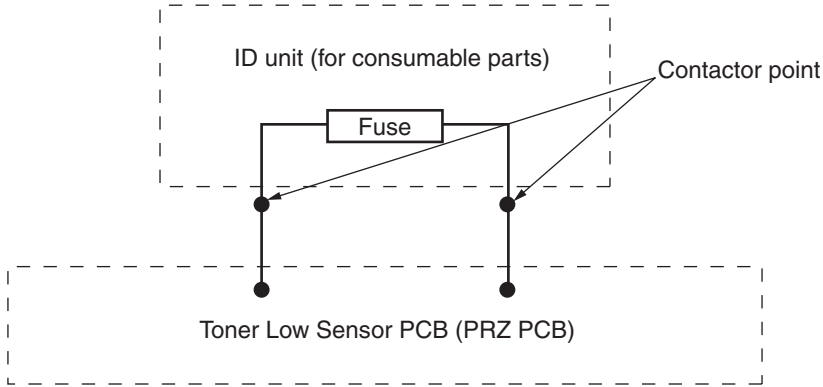 ID unit (for consumable parts)
Contactor point
Fuse
Toner Low Sensor PCB (PRZ PCB)